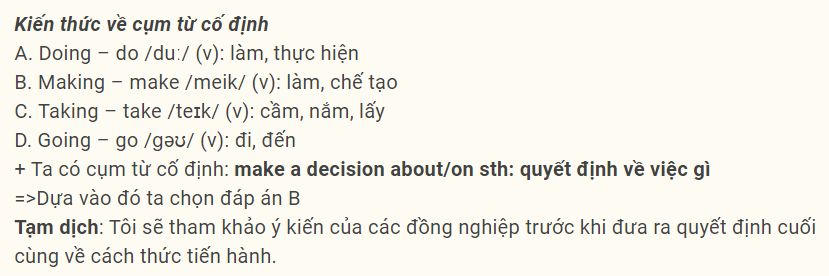 Kiến thức về cụm từ cố định
A. Doing – do /duː/ (v): làm, thực hiện
B. Making – make /meik/ (v): làm, chế tạo
C. Taking – take /teɪk/ (v): cầm, nắm, lấy
D. Going – go /gəʊ/ (v): đi, đến
+ Ta có cụm từ cố định: make a decision about/on sth: quyết định về việc gì
=>Dựa vào đó ta chọn đáp án B
Tạm dịch: Tôi sẽ tham khảo ý kiến của các đồng nghiệp trước khi đưa ra quyết định cuối
cùng về cách thức tiến hành.